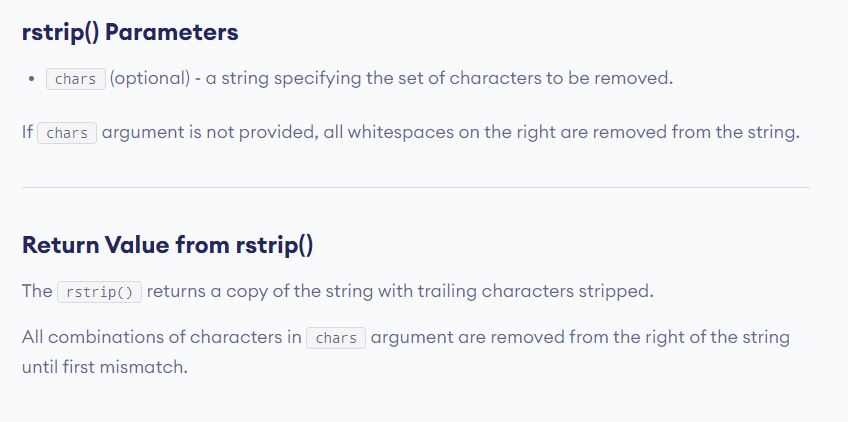 rstrip() Parameters
• chars (optional) - a string specifying the set of characters to be removed.
If chars argument is not provided, all whitespaces on the right are removed from the string.
Return Value from rstrip()
The rstrip() returns a copy of the string with trailing characters stripped.
All combinations of characters in chars argument are removed from the right of the string
until first mismatch.